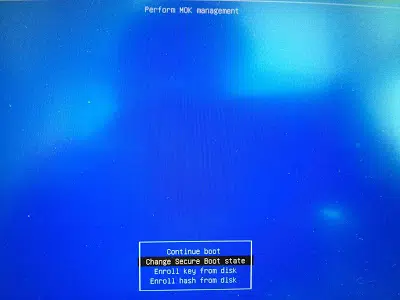 Perform MOK management
Continue boot
Change Secure Boot state
Enroll key from disk
Enroll hash from disk